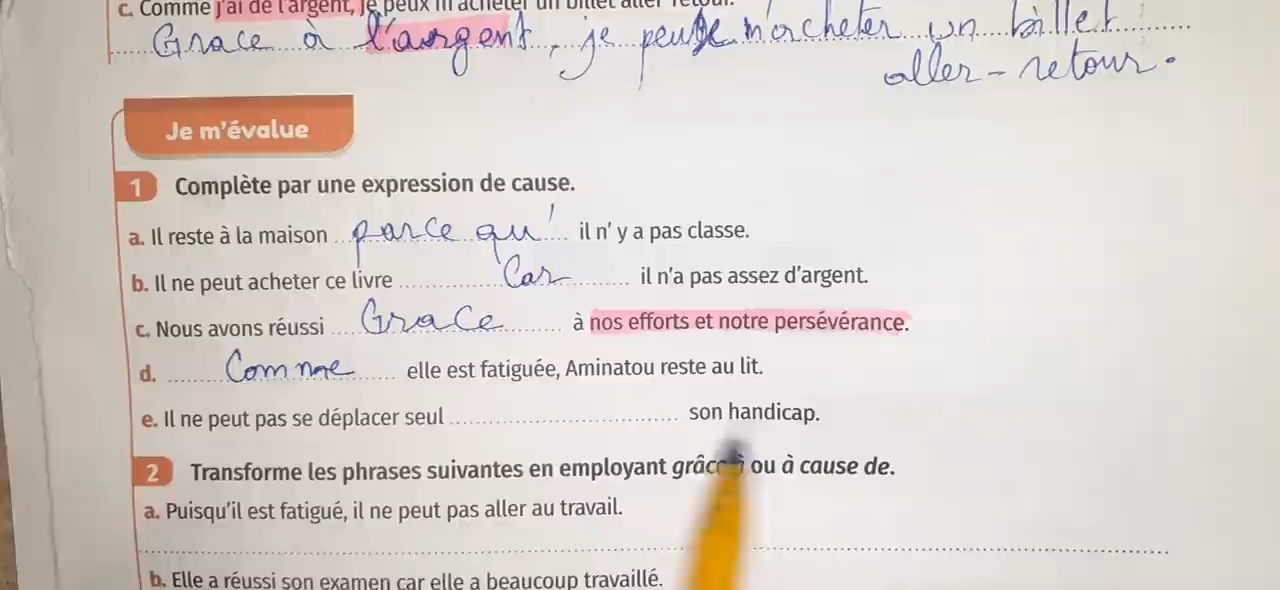 c. Comme j'ai de l'argent, je peux m'acheter un billet aller retour.
Grace à l'argent, je peux m'acheter un billet
aller-retour.
Je m'évalue
1 Complète par une expression de cause.
a. Il reste à la maison parce qu' il n' y a pas classe.
b. Il ne peut acheter ce livre Car il n'a pas assez d'argent.
c. Nous avons réussi Grace à nos efforts et notre persévérance.
d. Comme elle est fatiguée, Aminatou reste au lit.
e. Il ne peut pas se déplacer seul ........ son handicap.
2 Transforme les phrases suivantes en employant grâce à ou à cause de.
a. Puisqu'il est fatigué, il ne peut pas aller au travail.
b. Elle a réussi son examen car elle a beaucoup travaillé.